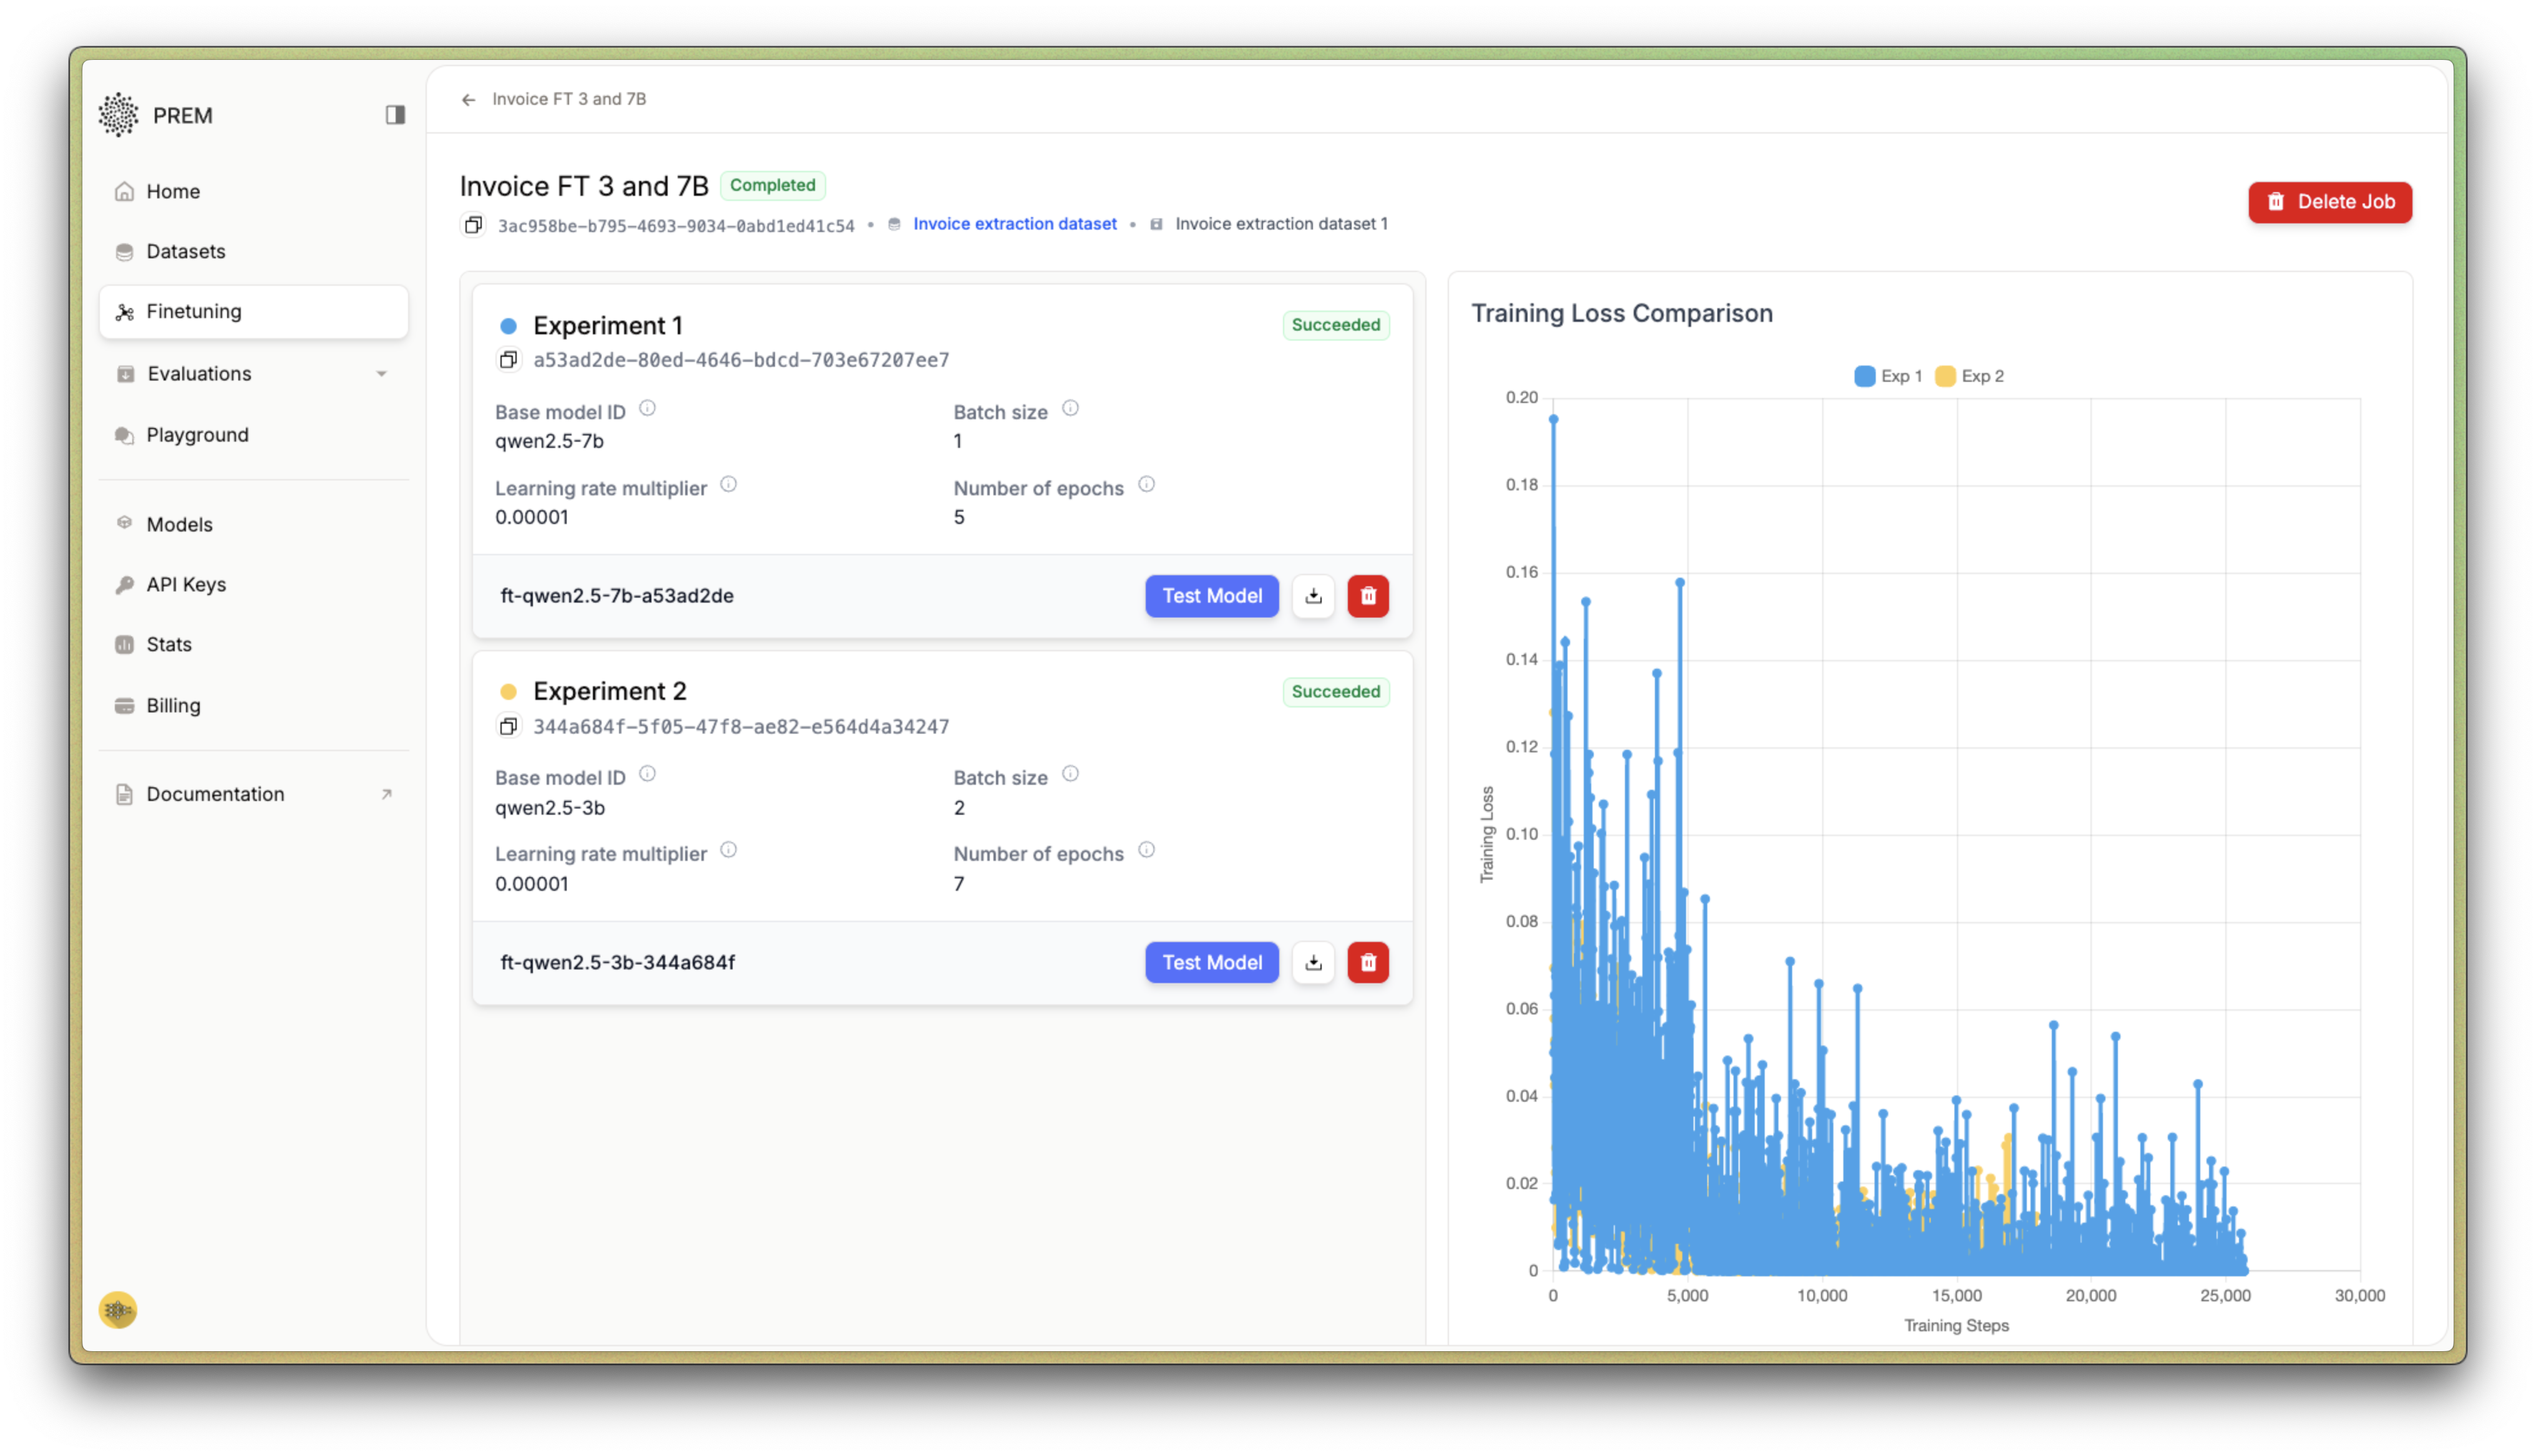 PREM
Home
Datasets
Finetuning
Evaluations
Playground
Models
API Keys
Stats
Billing
Documentation
Invoice FT 3 and 7B
Invoice FT 3 and 7B Completed
3ac958be-b795-4693-9034-0abd1ed41c54 • Invoice extraction dataset • Invoice extraction dataset 1
Delete Job
Experiment 1 Succeeded
a53ad2de-80ed-4646-bdcd-703e67207ee7
Base model ID Batch size
qwen2.5-7b 1
Learning rate multiplier Number of epochs
0.00001 5
ft-qwen2.5-7b-a53ad2de Test Model
Experiment 2 Succeeded
344a684f-5f05-47f8-ae82-e564d4a34247
Base model ID Batch size
qwen2.5-3b 2
Learning rate multiplier Number of epochs
0.00001 7
ft-qwen2.5-3b-344a684f Test Model
Training Loss Comparison
Exp 1 Exp 2
0.20
0.18
0.16
0.14
0.12
0.10
0.08
0.06
0.04
0.02
0
Training Loss
0 5,000 10,000 15,000 20,000 25,000 30,000
Training Steps